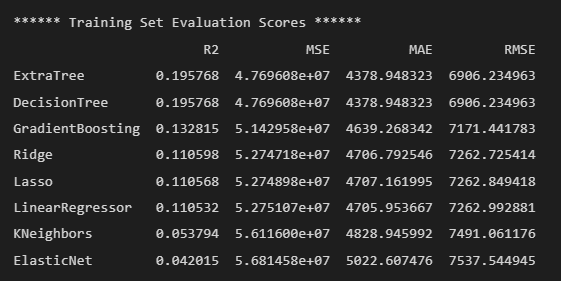 ****** Training Set Evaluation Scores ******
R2 MSE MAE RMSE
ExtraTree 0.195768 4.769608e+07 4378.948323 6906.234963
DecisionTree 0.195768 4.769608e+07 4378.948323 6906.234963
GradientBoosting 0.132815 5.142958e+07 4639.268342 7171.441783
Ridge 0.110598 5.274718e+07 4706.792546 7262.725414
Lasso 0.110568 5.274898e+07 4707.161995 7262.849418
LinearRegressor 0.110532 5.275107e+07 4705.953667 7262.992881
KNeighbors 0.053794 5.611600e+07 4828.945992 7491.061176
ElasticNet 0.042015 5.681458e+07 5022.607476 7537.544945